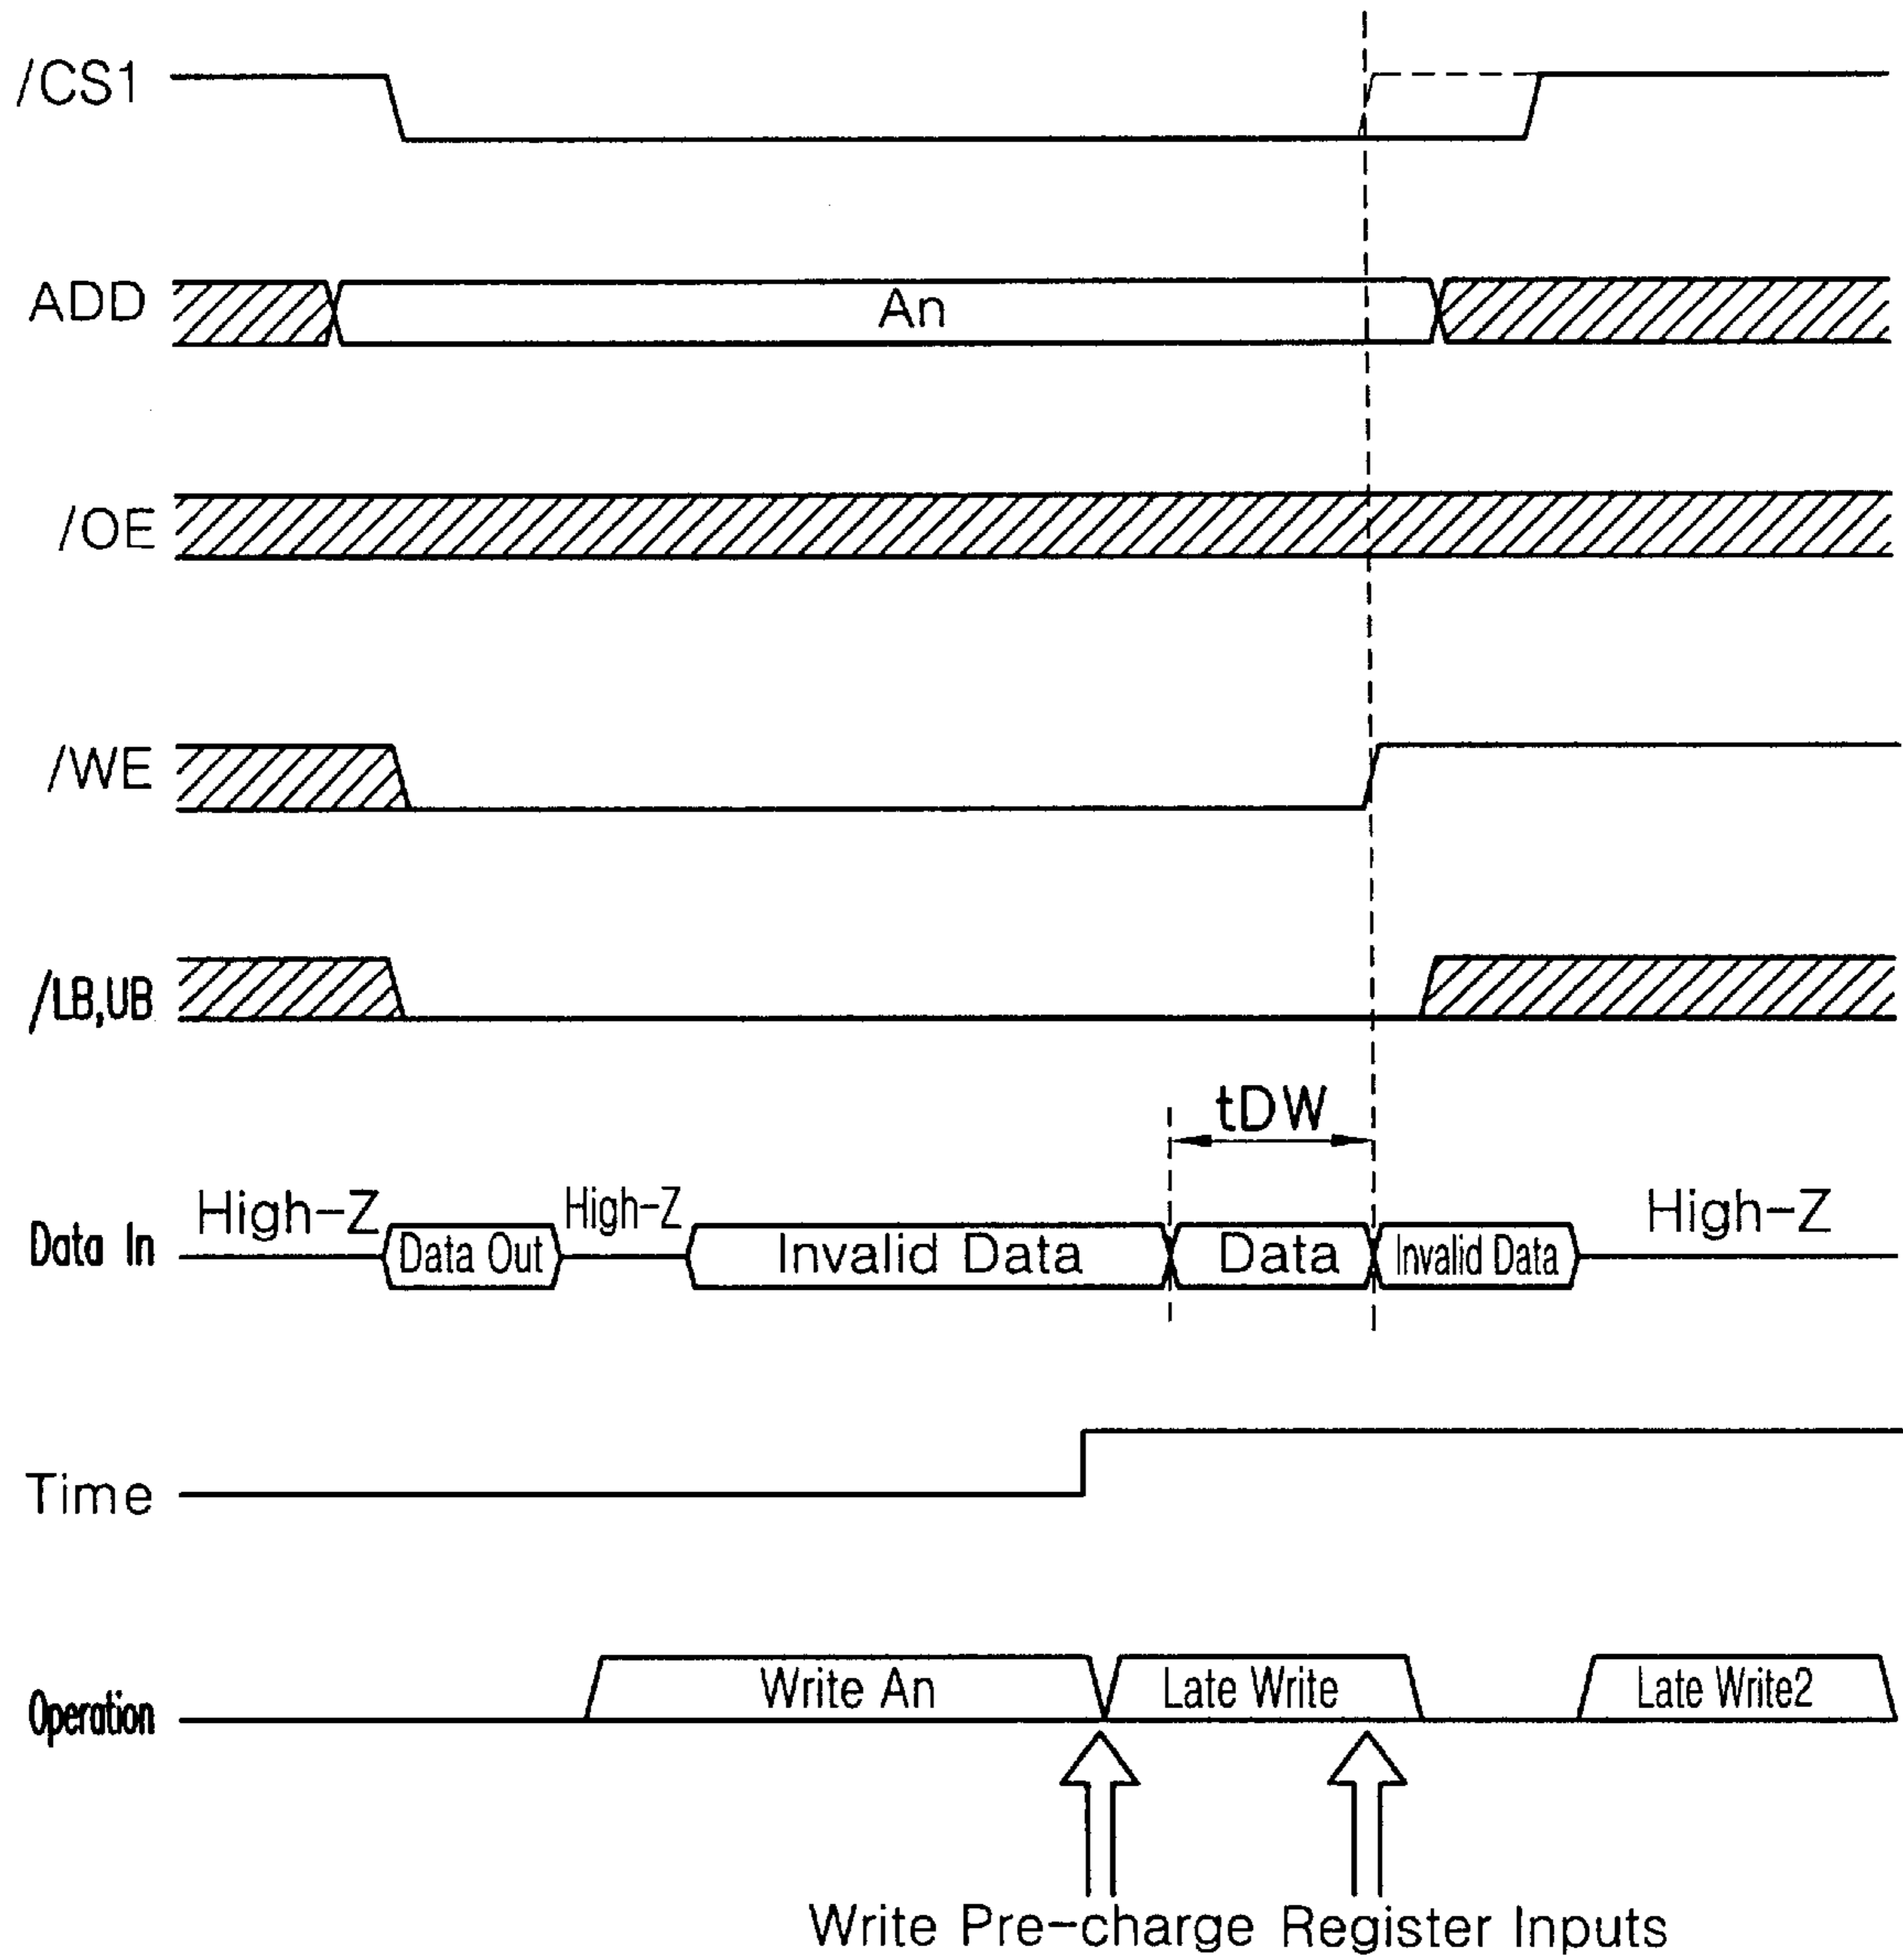 /CS1
ADD
An
/OE
/WE
/LB,UB
tDW
Data In
High-Z
Data Out
High-Z
Invalid Data
Data
Invalid Data
High-Z
Time
Operation
Write An
Late Write
Late Write2
Write Pre-charge Register Inputs